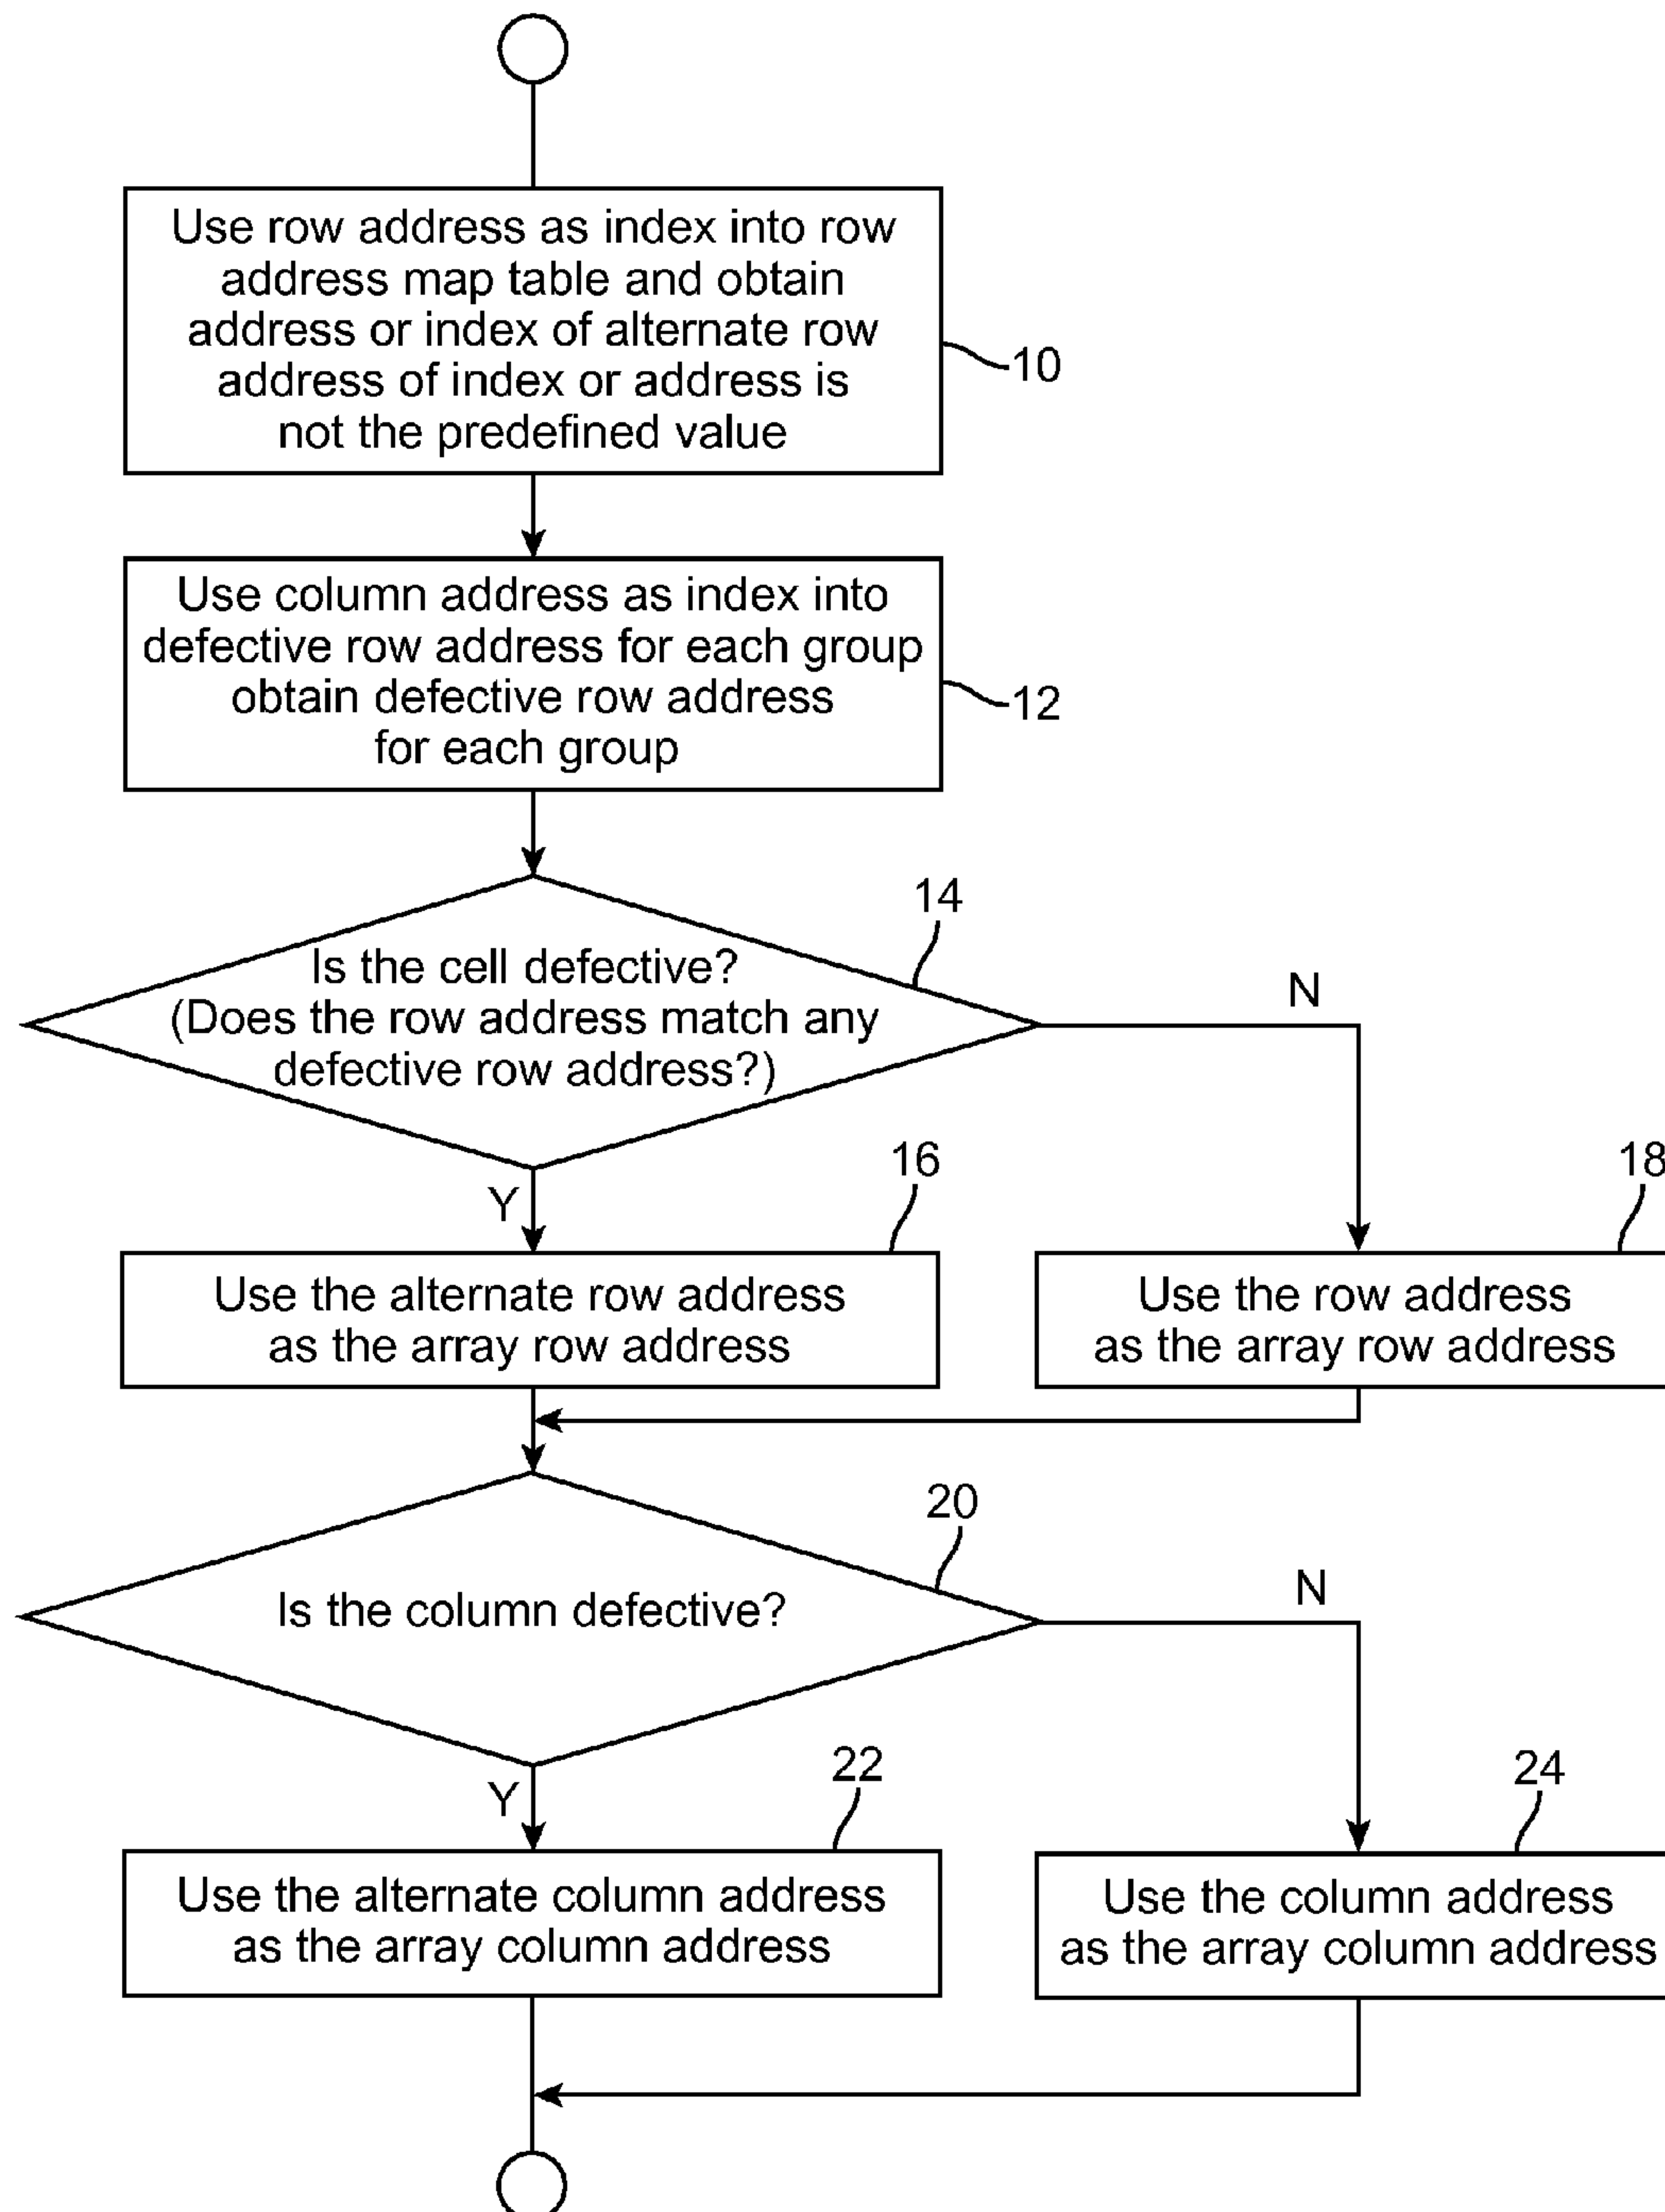 Use row address as index into row
address map table and obtain
address or index of alternate row
address of index or address is
not the predefined value
10
Use column address as index into
defective row address for each group
obtain defective row address
for each group
12
14
Is the cell defective?
(Does the row address match any
defective row address?)
N
Y
16
18
Use the alternate row address
as the array row address
Use the row address
as the array row address
20
Is the column defective?
N
Y
22
24
Use the alternate column address
as the array column address
Use the column address
as the array column address